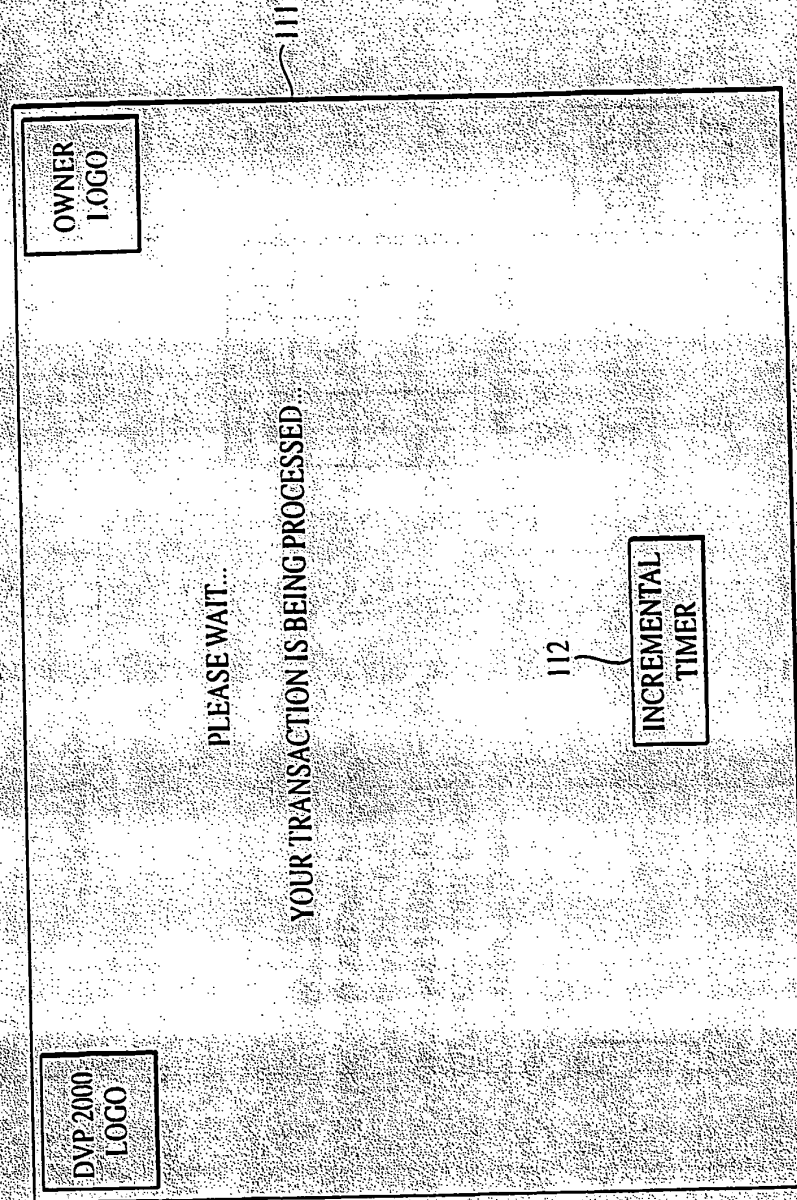 DVP 2000
LOGO
OWNER
LOGO
111
PLEASE WAIT...
YOUR TRANSACTION IS BEING PROCESSED...
112
INCREMENTAL
TIMER